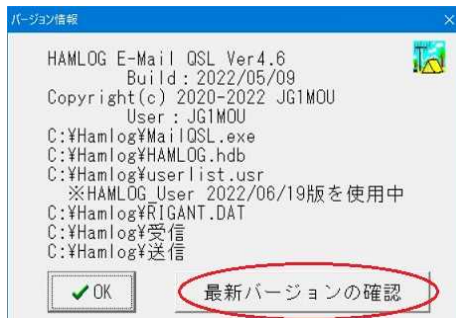 バージョン情報
HAMLOG E-Mail QSL Ver4.6
Build : 2022/05/09
Copyright(c) 2020-2022 JG1MOU
User : JG1MOU
C:¥Hamlog¥MailQSL.exe
C:¥Hamlog¥HAMLOG.hdb
C:¥Hamlog¥userlist.usr
※HAMLOG_User 2022/06/19版を使用中
C:¥Hamlog¥RIGANT.DAT
C:¥Hamlog¥受信
C:¥Hamlog¥送信
OK 最新バージョンの確認